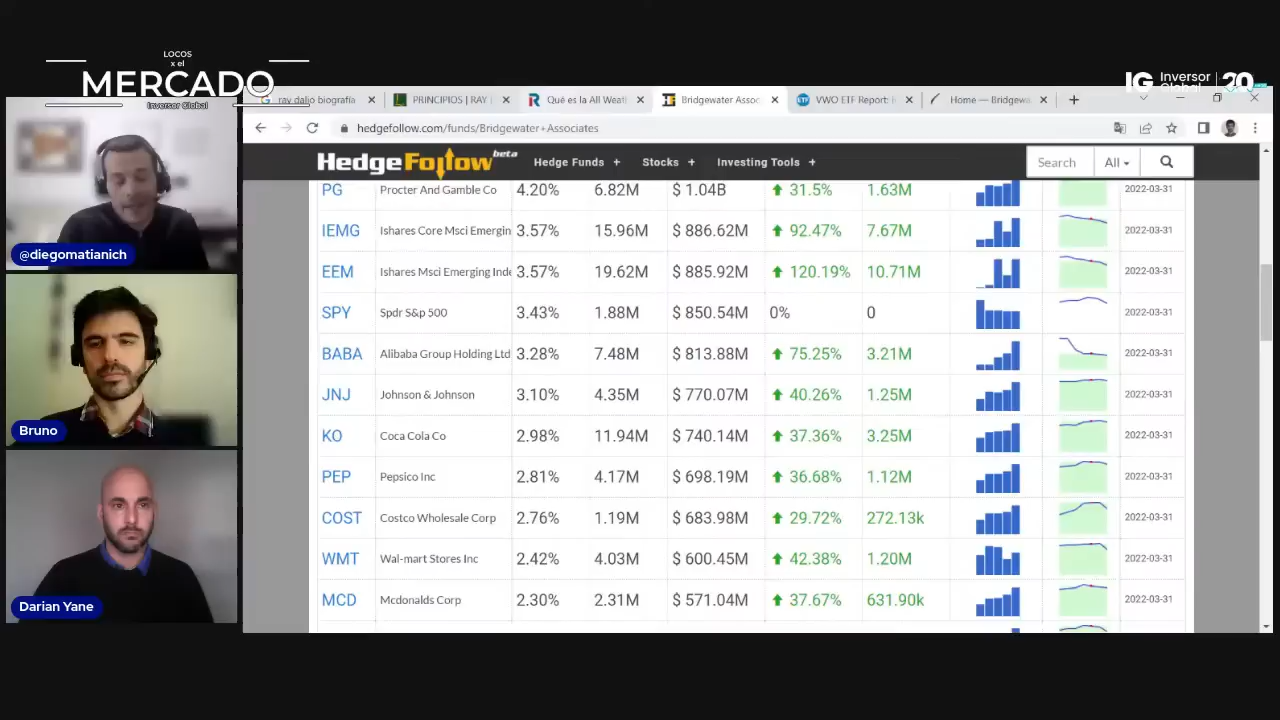 LOCOS
x el
MERCADO
Inversor Global
IG Inversor Global 20
ray dalio biografía
PRINCIPIOS | RAY
Qué es la All Weat
Bridgewater Assoc
VWO ETF Report:
Home — Bridgewa
hedgefollow.com/funds/Bridgewater+Associates
HedgeFollow beta
Hedge Funds +
Stocks +
Investing Tools +
Search
All
PG Procter And Gamble Co 4.20% 6.82M $ 1.04B 31.5% 1.63M 2022-03-31
IEMG Ishares Core Msci Emergin 3.57% 15.96M $ 886.62M 92.47% 7.67M 2022-03-31
EEM Ishares Msci Emerging Inde 3.57% 19.62M $ 885.92M 120.19% 10.71M 2022-03-31
SPY Spdr S&p 500 3.43% 1.88M $ 850.54M 0% 0 2022-03-31
BABA Alibaba Group Holding Ltd 3.28% 7.48M $ 813.88M 75.25% 3.21M 2022-03-31
JNJ Johnson & Johnson 3.10% 4.35M $ 770.07M 40.26% 1.25M 2022-03-31
KO Coca Cola Co 2.98% 11.94M $ 740.14M 37.36% 3.25M 2022-03-31
PEP Pepsico Inc 2.81% 4.17M $ 698.19M 36.68% 1.12M 2022-03-31
COST Costco Wholesale Corp 2.76% 1.19M $ 683.98M 29.72% 272.13k 2022-03-31
WMT Wal-mart Stores Inc 2.42% 4.03M $ 600.45M 42.38% 1.20M 2022-03-31
MCD Mcdonalds Corp 2.30% 2.31M $ 571.04M 37.67% 631.90k 2022-03-31
@diegomatianich
Bruno
Darian Yane